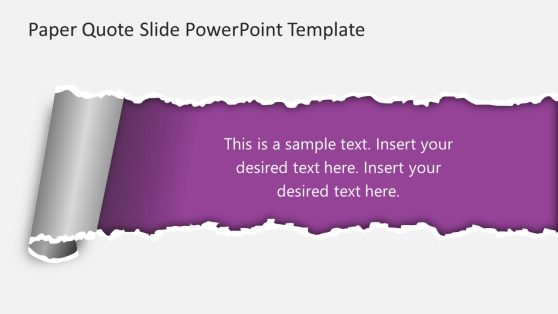 Paper Quote Slide PowerPoint Template
This is a sample text. Insert your
desired text here. Insert your
desired text here.